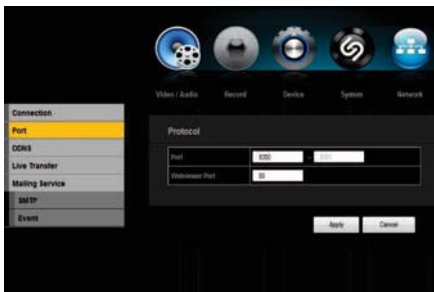 Video / Audio Record Device System Network
Connection
Port
DDNS
Live Transfer
Mailing Service
SMTP
Event
Protocol
Port -
Webviewer Port
Apply Cancel